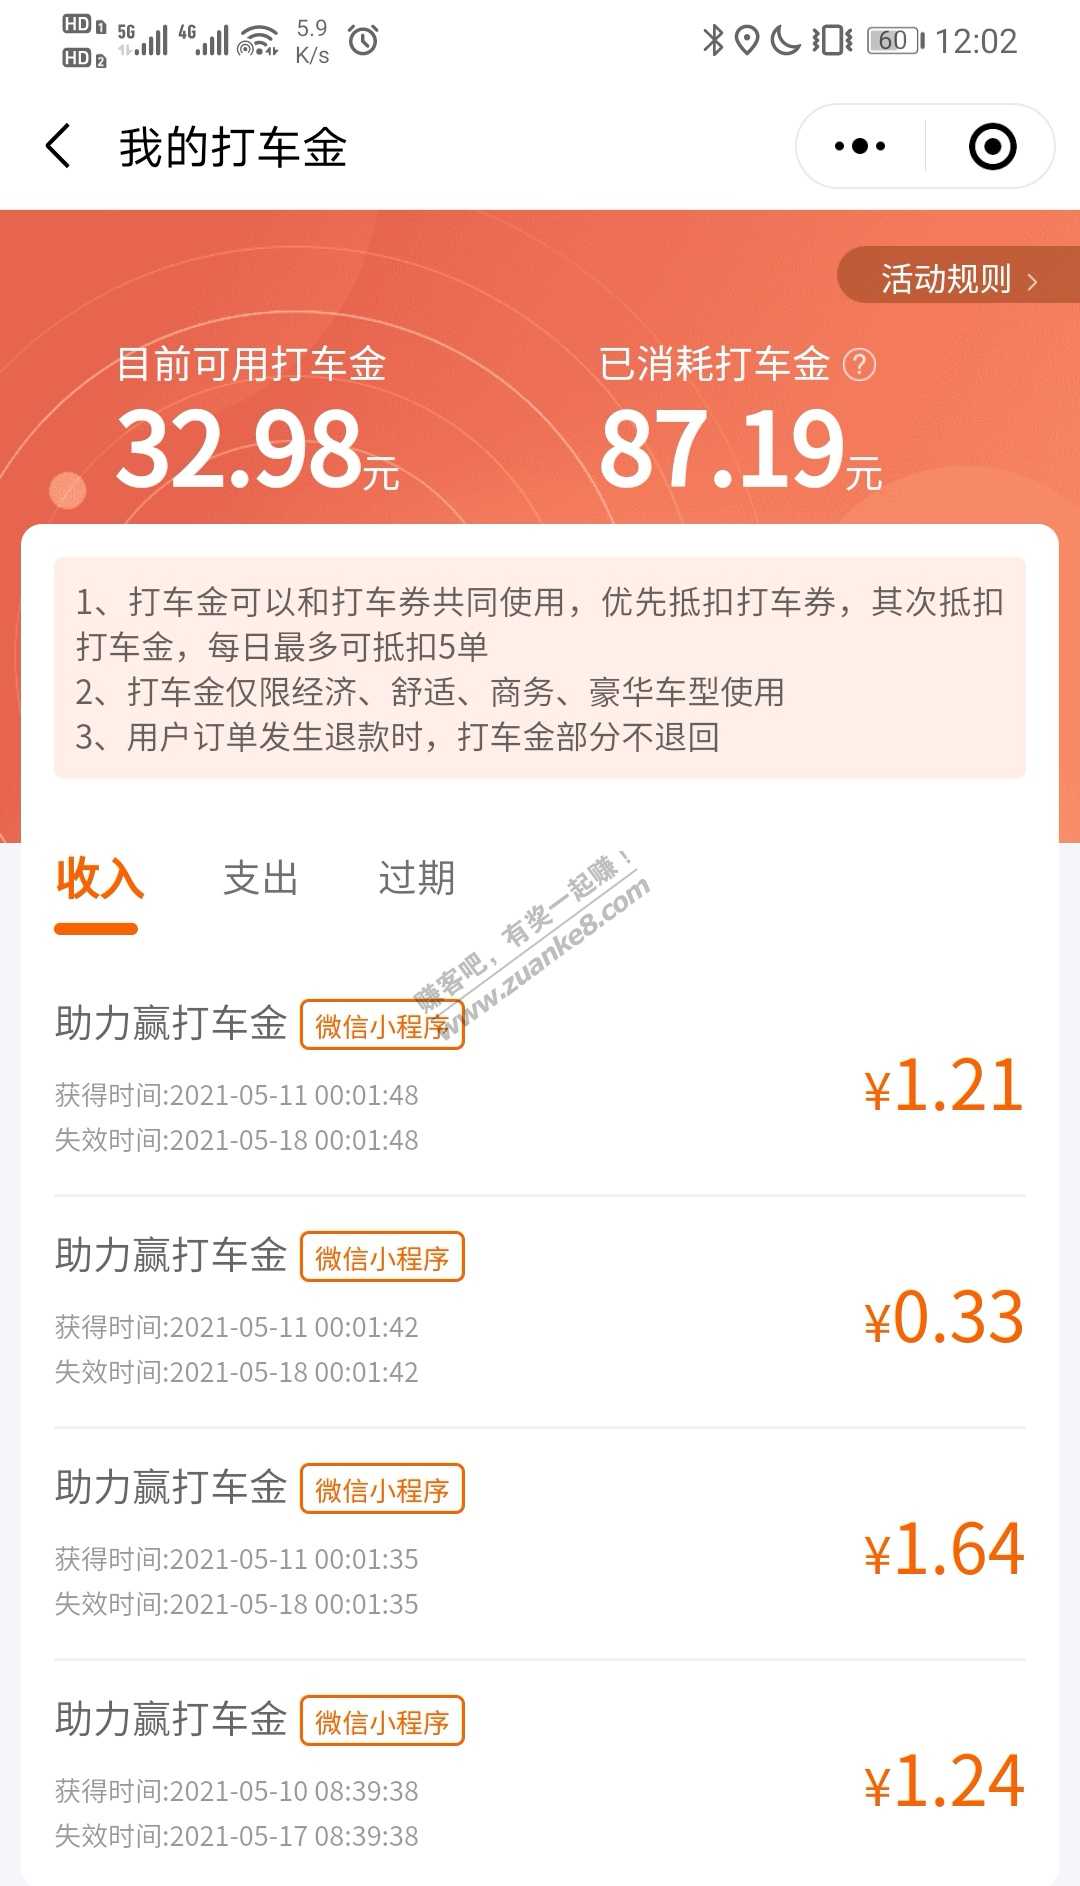 HD 1 5G 4G 5.9 K/s 60 12:02
HD 2
我的打车金
活动规则 >
目前可用打车金 已消耗打车金 ?
32.98元 87.19元
1、打车金可以和打车券共同使用，优先抵扣打车券，其次抵扣
打车金，每日最多可抵扣5单
2、打车金仅限经济、舒适、商务、豪华车型使用
3、用户订单发生退款时，打车金部分不退回
收入 支出 过期
赚客吧，有奖一起赚！
www.zuanke8.com
助力赢打车金 微信小程序
¥1.21
获得时间:2021-05-11 00:01:48
失效时间:2021-05-18 00:01:48
助力赢打车金 微信小程序
¥0.33
获得时间:2021-05-11 00:01:42
失效时间:2021-05-18 00:01:42
助力赢打车金 微信小程序
¥1.64
获得时间:2021-05-11 00:01:35
失效时间:2021-05-18 00:01:35
助力赢打车金 微信小程序
¥1.24
获得时间:2021-05-10 08:39:38
失效时间:2021-05-17 08:39:38